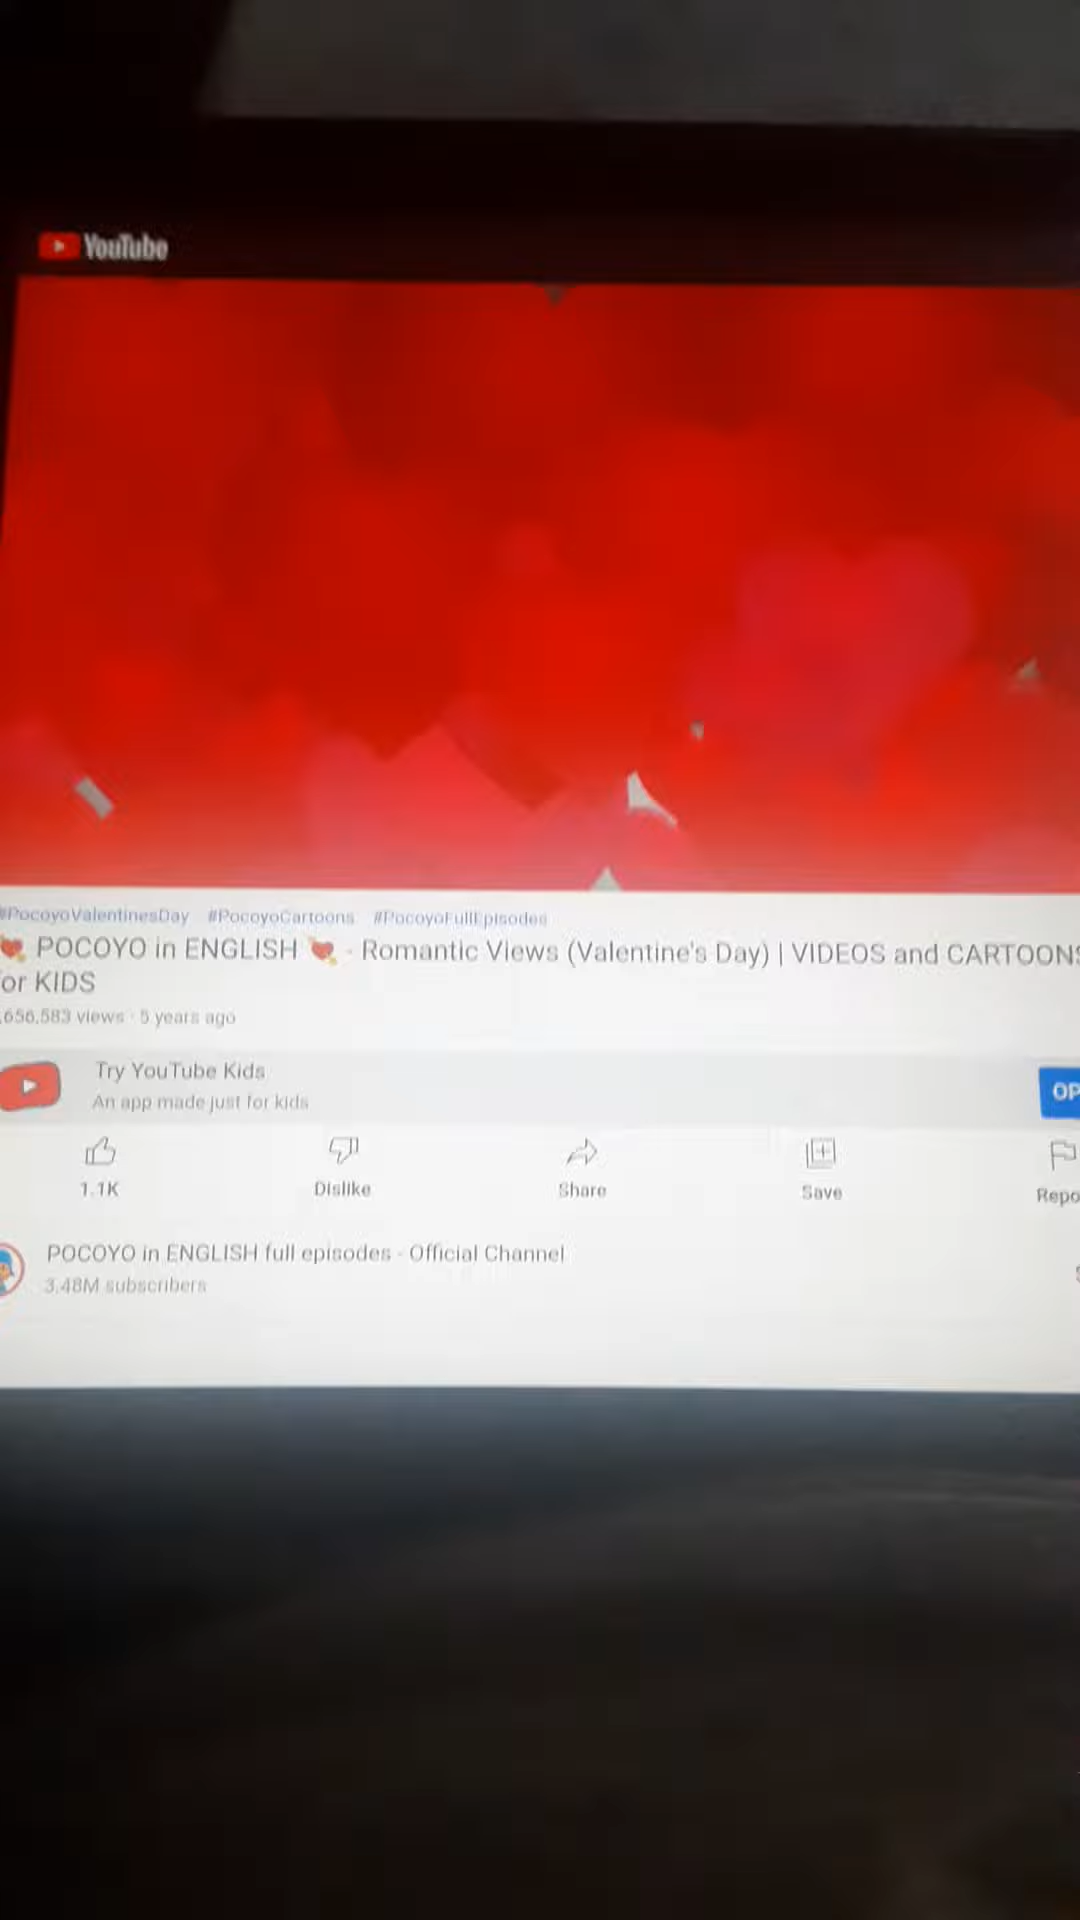 YouTube
#PocoyoValentinesDay #PocoyoCartoons #PocoyoFullEpisodes
💘 POCOYO in ENGLISH 💘 - Romantic Views (Valentine's Day) | VIDEOS and CARTOONS
or KIDS
,656,583 views · 5 years ago
Try YouTube Kids
An app made just for kids
OP
1.1K
Dislike
Share
Save
Repo
POCOYO in ENGLISH full episodes - Official Channel
3.48M subscribers